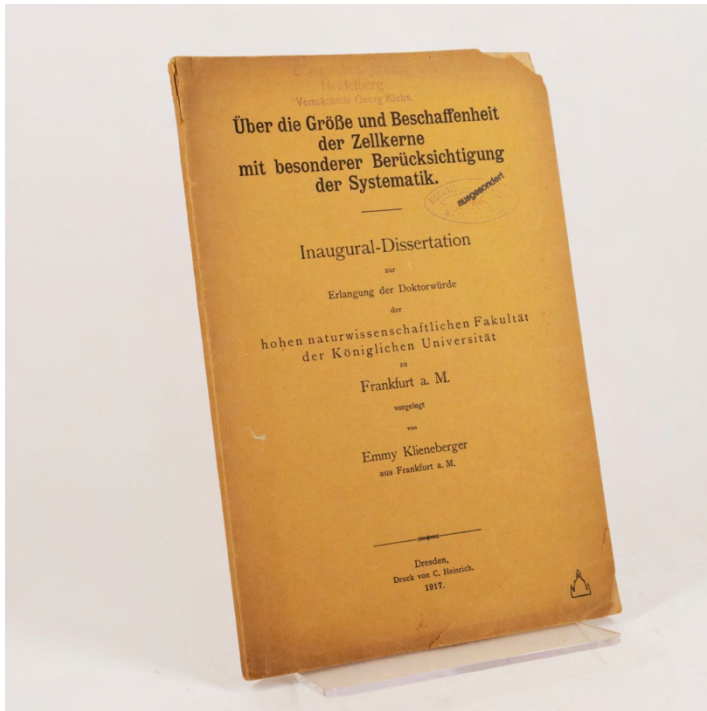 Heidelberg
Vermächtnis Georg Klebs.
Über die Größe und Beschaffenheit
der Zellkerne
mit besonderer Berücksichtigung
der Systematik.
ausgesondert
Inaugural-Dissertation
zur
Erlangung der Doktorwürde
der
hohen naturwissenschaftlichen Fakultät
der Königlichen Universität
zu
Frankfurt a. M.
vorgelegt
von
Emmy Klieneberger
aus Frankfurt a. M.
Dresden,
Druck von C. Heinrich.
1917.